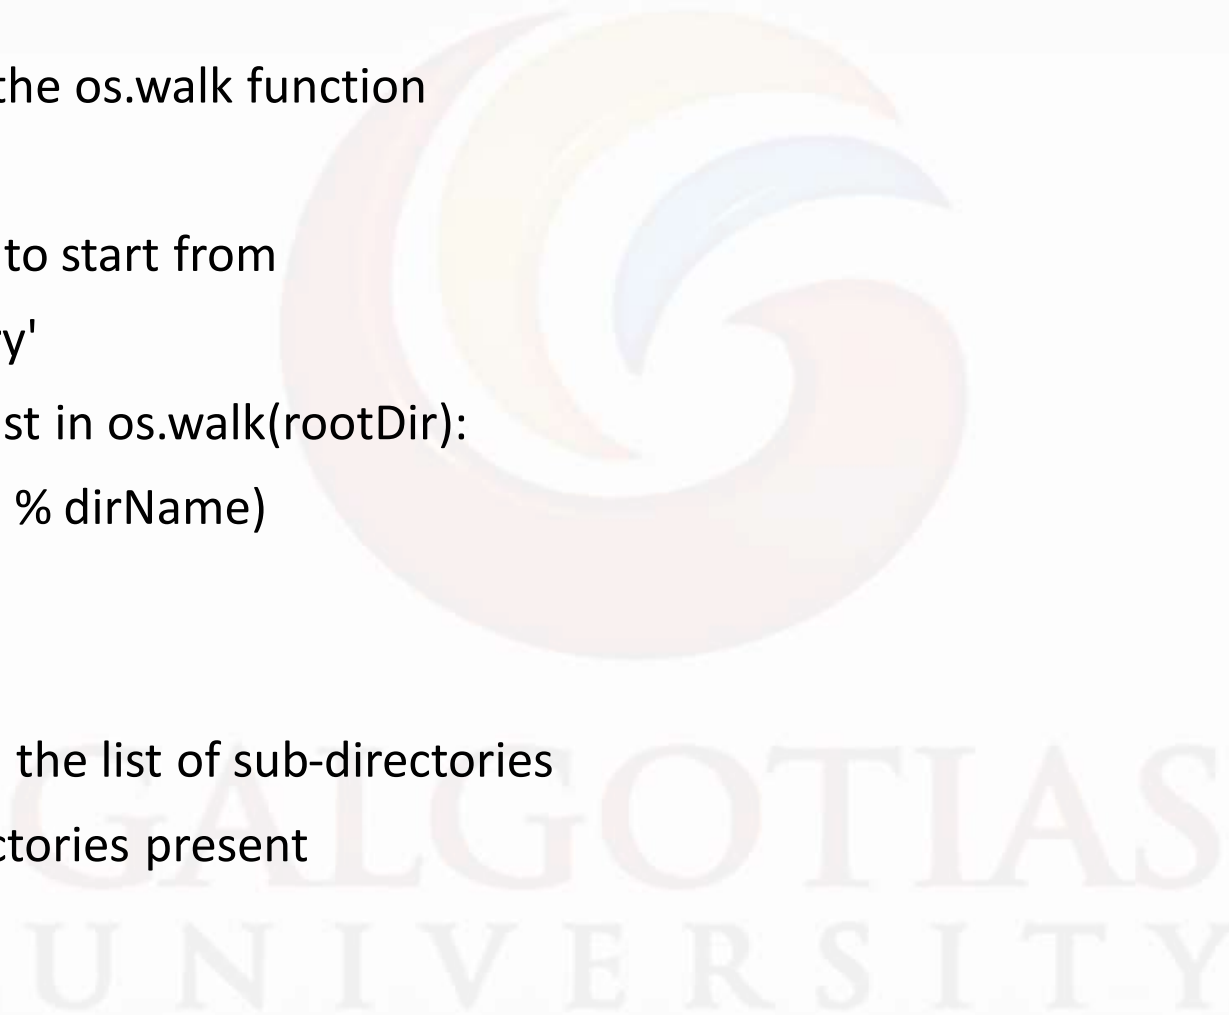 the os.walk function
to start from
y'
st in os.walk(rootDir):
% dirName)
the list of sub-directories
ctories present
GALGOTIAS
UNIVERSITY